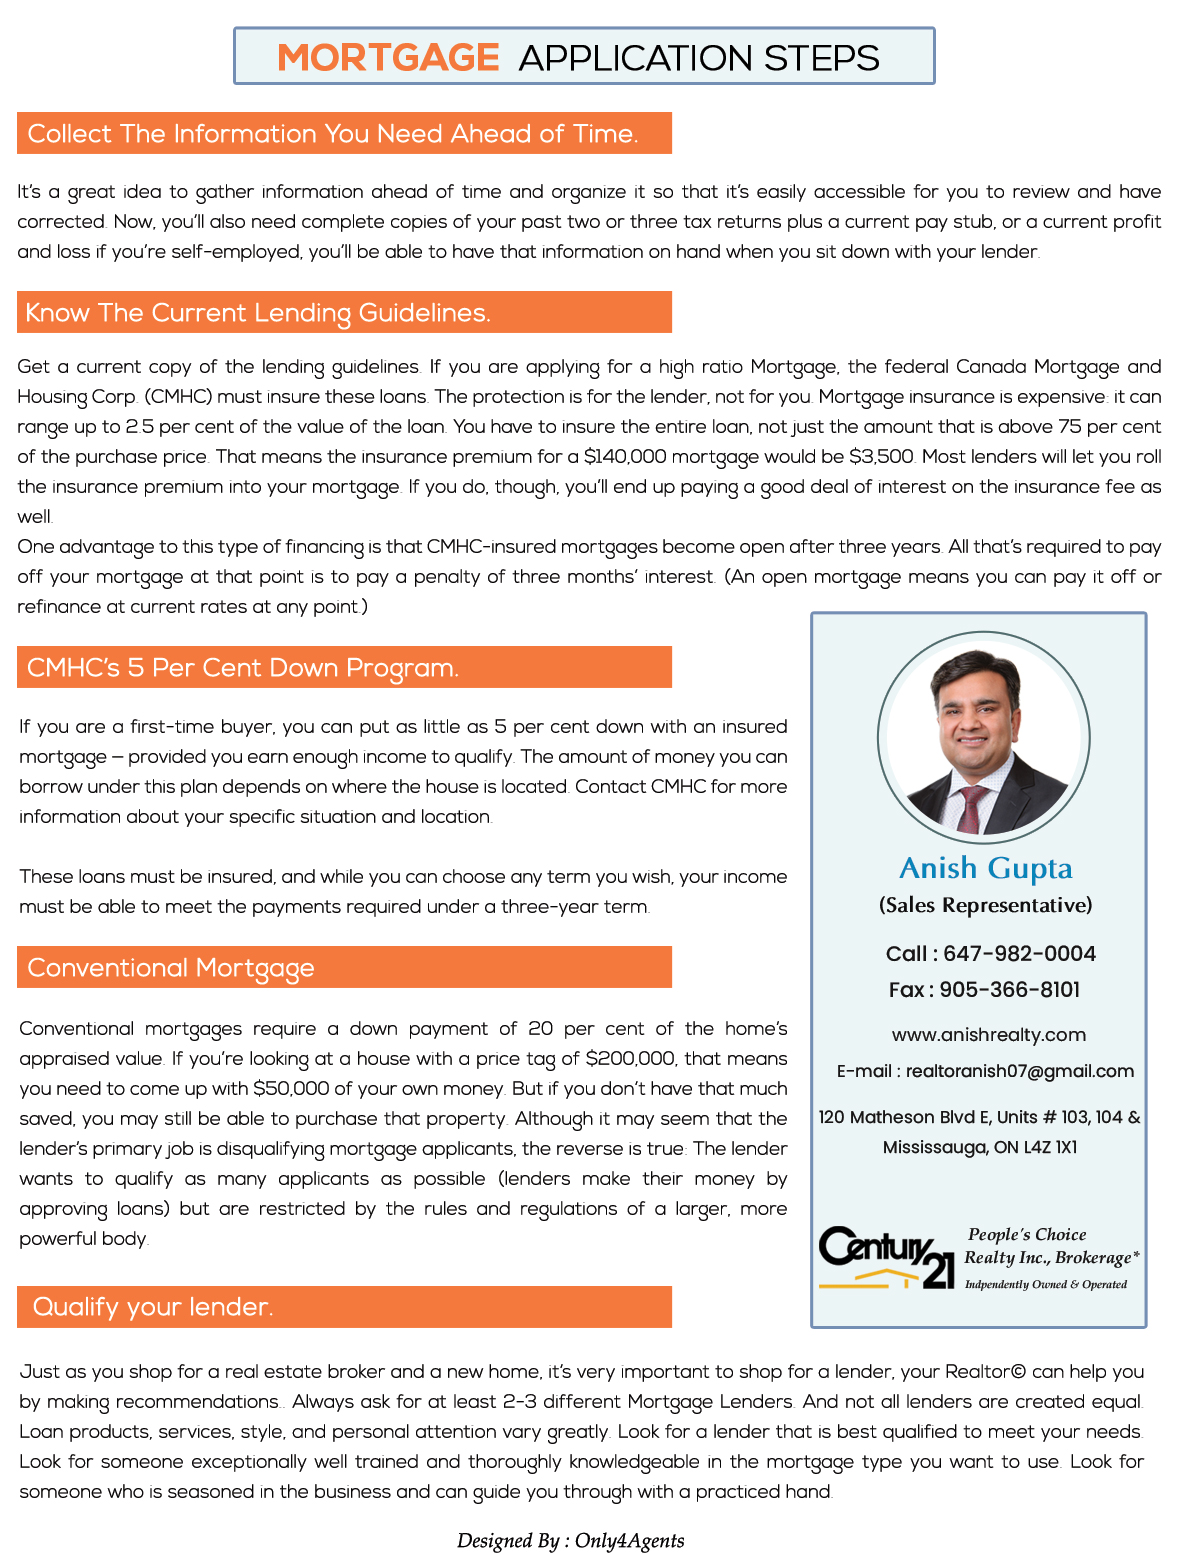 MORTGAGE APPLICATION STEPS
Collect The Information You Need Ahead of Time.
It's a great idea to gather information ahead of time and organize it so that it's easily accessible for you to review and have
corrected. Now, you'll also need complete copies of your past two or three tax returns plus a current pay stub, or a current profit
and loss if you're self-employed, you'll be able to have that information on hand when you sit down with your lender.
Know The Current Lending Guidelines.
Get a current copy of the lending guidelines. If you are applying for a high ratio Mortgage, the federal Canada Mortgage and
Housing Corp. (CMHC) must insure these loans. The protection is for the lender, not for you. Mortgage insurance is expensive: it can
range up to 2.5 per cent of the value of the loan. You have to insure the entire loan, not just the amount that is above 75 per cent
of the purchase price. That means the insurance premium for a $140,000 mortgage would be $3,500. Most lenders will let you roll
the insurance premium into your mortgage. If you do, though, you'll end up paying a good deal of interest on the insurance fee as
well.
One advantage to this type of financing is that CMHC-insured mortgages become open after three years. All that's required to pay
off your mortgage at that point is to pay a penalty of three months' interest. (An open mortgage means you can pay it off or
refinance at current rates at any point.)
CMHC's 5 Per Cent Down Program.
If you are a first-time buyer, you can put as little as 5 per cent down with an insured
mortgage – provided you earn enough income to qualify. The amount of money you can
borrow under this plan depends on where the house is located. Contact CMHC for more
information about your specific situation and location.
These loans must be insured, and while you can choose any term you wish, your income
must be able to meet the payments required under a three-year term.
Conventional Mortgage
Conventional mortgages require a down payment of 20 per cent of the home's
appraised value. If you're looking at a house with a price tag of $200,000, that means
you need to come up with $50,000 of your own money. But if you don't have that much
saved, you may still be able to purchase that property. Although it may seem that the
lender's primary job is disqualifying mortgage applicants, the reverse is true: The lender
wants to qualify as many applicants as possible (lenders make their money by
approving loans) but are restricted by the rules and regulations of a larger, more
powerful body.
Anish Gupta
(Sales Representative)
Call : 647-982-0004
Fax : 905-366-8101
www.anishrealty.com
E-mail : realtoranish07@gmail.com
120 Matheson Blvd E, Units # 103, 104 &
Mississauga, ON L4Z 1X1
Century 21
People's Choice
Realty Inc., Brokerage*
Indpendently Owned & Operated
Qualify your lender.
Just as you shop for a real estate broker and a new home, it's very important to shop for a lender, your Realtor© can help you
by making recommendations.. Always ask for at least 2-3 different Mortgage Lenders. And not all lenders are created equal.
Loan products, services, style, and personal attention vary greatly. Look for a lender that is best qualified to meet your needs.
Look for someone exceptionally well trained and thoroughly knowledgeable in the mortgage type you want to use. Look for
someone who is seasoned in the business and can guide you through with a practiced hand.
Designed By : Only4Agents